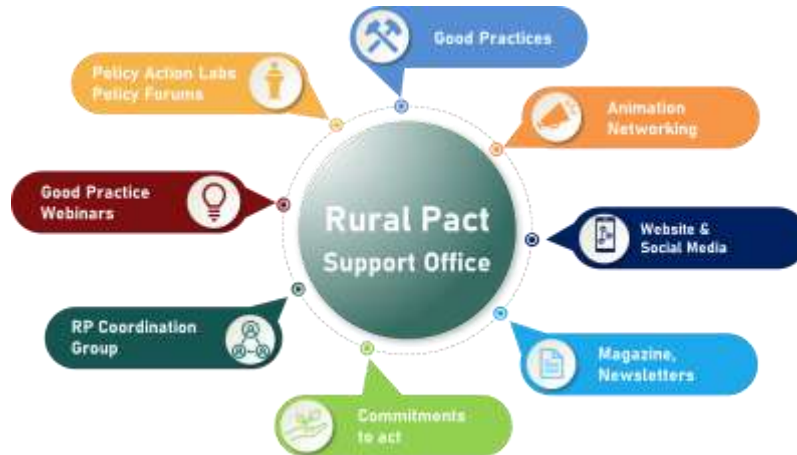 Rural Pact
Support Office
Good Practices
Animation
Networking
Website &
Social Media
Magazine,
Newsletters
Commitments
to act
RP Coordination
Group
Good Practice
Webinars
Policy Action Labs
Policy Forums